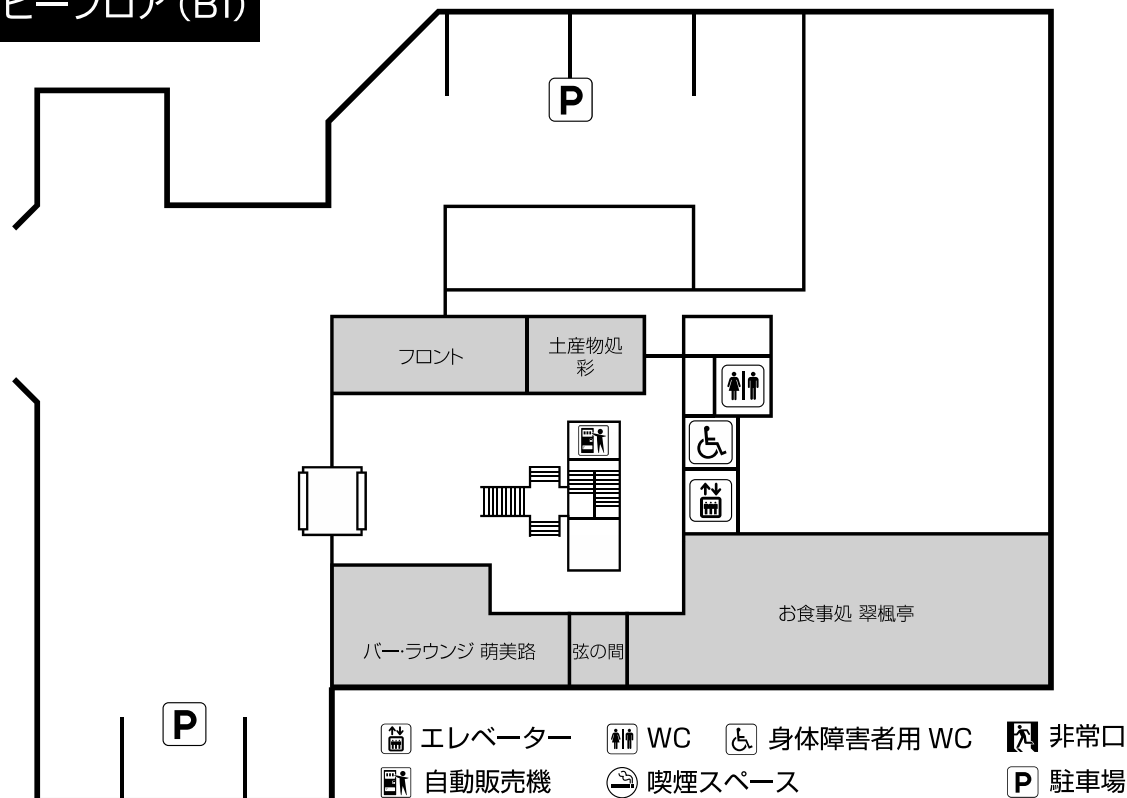 ビーフロア（B1）
P
フロント
土産物処
彩
お食事処 翠楓亭
バー・ラウンジ 萌美路
弦の間
P
エレベーター
WC
身体障害者用 WC
非常口
自動販売機
喫煙スペース
P 駐車場